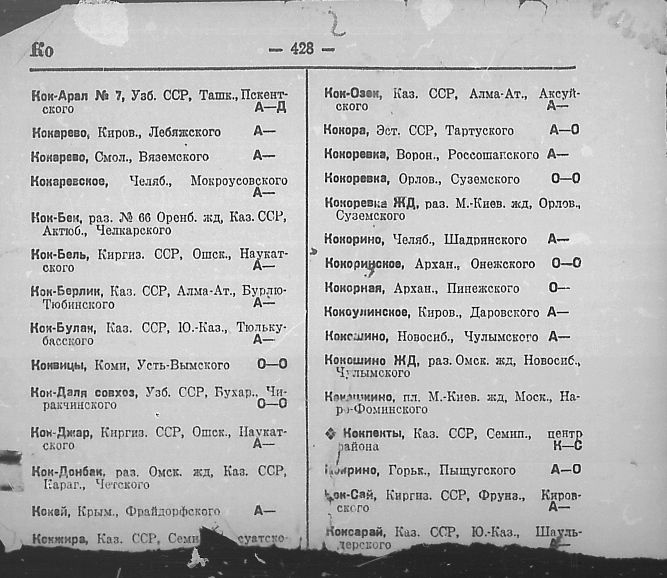 2
Ко
— 428 —
Кок-Арал № 7, Узб. ССР, Ташк., Пскент-
ского А—Д
Кокарево, Киров., Лебяжского А—
Кокарево, Смол., Вяземского А—
Кокаревское, Челяб., Мокроусовского
А—
Кок-Бек, раз. № 66 Оренб. жд, Каз. ССР,
Актюб., Челкарского
Кок-Бель, Киргиз. ССР, Ошск., Наукат-
ского А—
Кок-Берлик, Каз. ССР, Алма-Ат., Бурлю-
Тюбинского А—
Кок-Булак, Каз. ССР, Ю.-Каз., Тюльку-
басского А—
Коквицы, Коми, Усть-Вымского О—О
Кок-Даля совхоз, Узб. ССР, Бухар., Чи-
ракчинского О—О
Кок-Джар, Киргиз. ССР, Ошск., Наукат-
ского А—
Кок-Домбак, раз. Омск. жд, Каз. ССР,
Караг., Четского
Кокей, Крым., Фрайдорфского А—
Кокжира, Каз. ССР,
Кок-Озек, Каз. ССР, Алма-Ат., Аксуй-
ского А—
Кокора, Эст. ССР, Тартуского А—О
Кокоревка, Ворон., Россошанского А—
Кокоревка, Орлов., Суземского О—О
Кокоревка ЖД, раз. М.-Киев. жд, Орлов.,
Суземского
Кокорино, Челяб., Шадринского А—
Кокоринское, Архан., Онежского О—О
Кокорная, Архан., Пинежского О—
Кокоулинское, Киров., Даровского А—
Кокошино, Новосиб., Чулымского А—
Кокошино ЖД, раз. Омск. жд, Новосиб.,
Чулымского
Кокошкино, пл. М.-Киев. жд, Моск., На-
ро-Фоминского
❖ Кокпекты, Каз. ССР, Семип., центр
района К—С
Кокрино, Горьк., Пыщугского А—О
Кок-Сай, Киргиз. ССР, Фрунз., Киров-
ского А—
Коксарай, Каз. ССР, Ю.-Каз., Шауль-
дерского А—